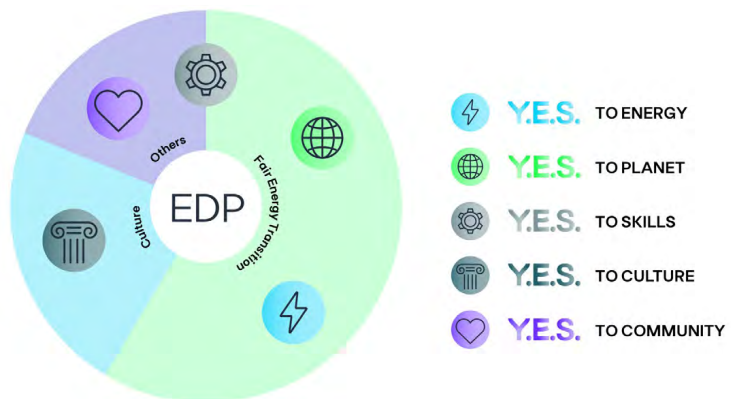 Others
Fair Energy Transition
EDP
Culture
Y.E.S. TO ENERGY
Y.E.S. TO PLANET
Y.E.S. TO SKILLS
Y.E.S. TO CULTURE
Y.E.S. TO COMMUNITY